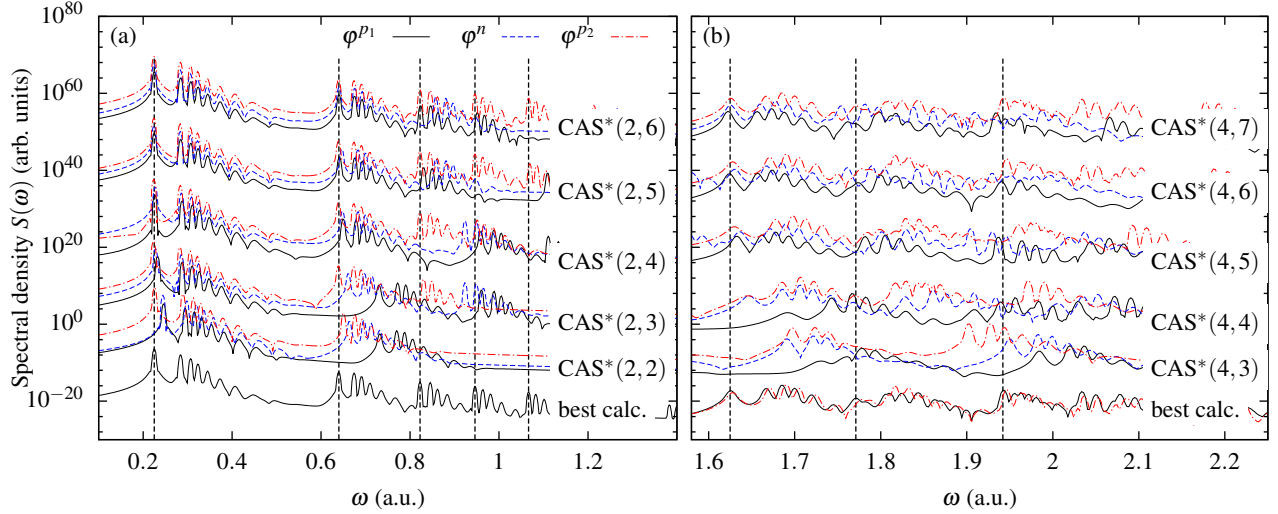 (a) φ^{p_1} φ^n φ^{p_2}
(b)
Spectral density S(ω) (arb. units)
10^{80}
10^{60}
10^{40}
10^{20}
10^{0}
10^{−20}
CAS*(2,6)
CAS*(2,5)
CAS*(2,4)
CAS*(2,3)
CAS*(2,2)
best calc.
CAS*(4,7)
CAS*(4,6)
CAS*(4,5)
CAS*(4,4)
CAS*(4,3)
best calc.
0.2 0.4 0.6 0.8 1 1.2
1.6 1.7 1.8 1.9 2 2.1 2.2
ω (a.u.)
ω (a.u.)